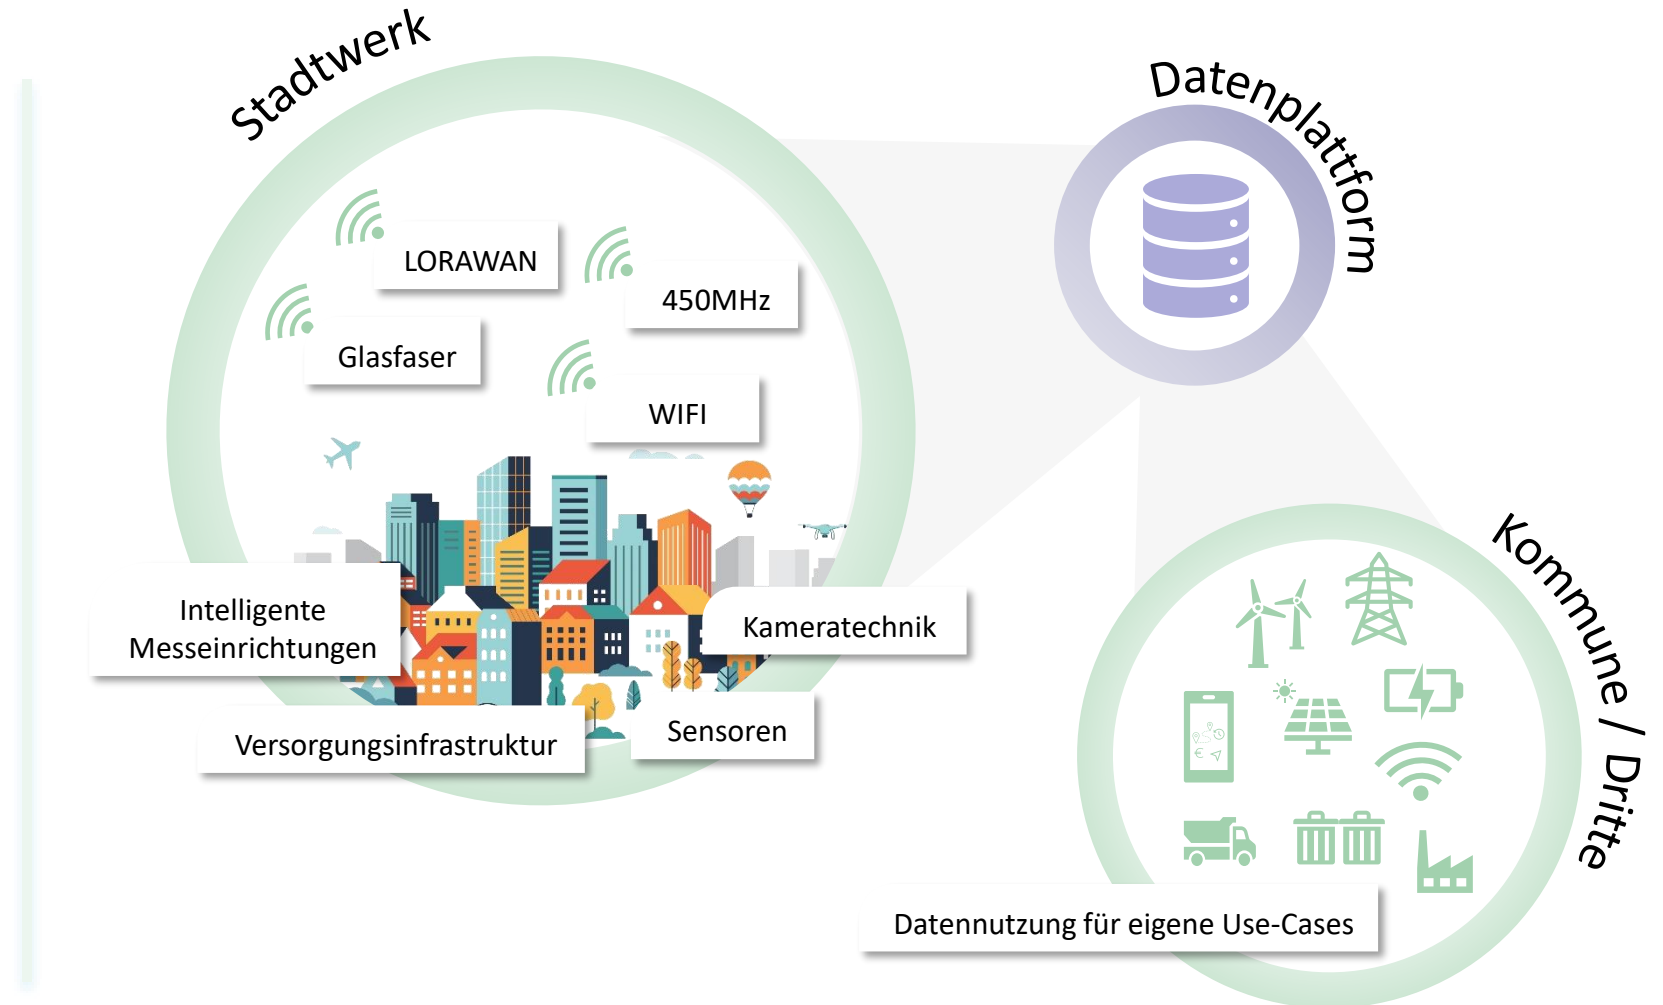 Stadtwerk
Datenplattform
LORAWAN
450MHz
Glasfaser
WIFI
Intelligente
Messeinrichtungen
Kameratechnik
Versorgungsinfrastruktur
Sensoren
Kommune / Dritte
€
Datennutzung für eigene Use-Cases